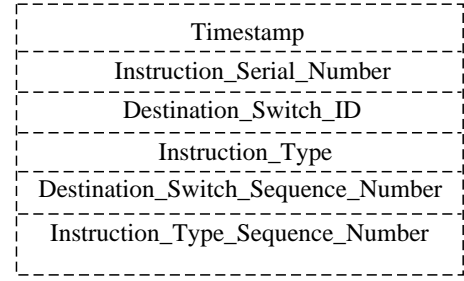 Timestamp
Instruction_Serial_Number
Destination_Switch_ID
Instruction_Type
Destination_Switch_Sequence_Number
Instruction_Type_Sequence_Number